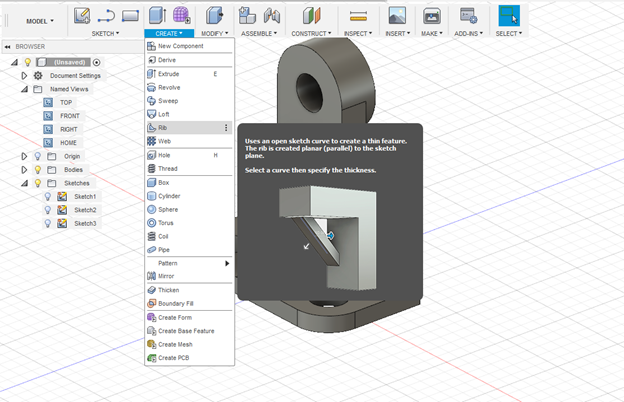 MODEL ▾
SKETCH ▾
CREATE ▾
MODIFY ▾
ASSEMBLE ▾
CONSTRUCT ▾
INSPECT ▾
INSERT ▾
MAKE ▾
ADD-INS ▾
SELECT ▾
BROWSER
(Unsaved)
Document Settings
Named Views
TOP
FRONT
RIGHT
HOME
Origin
Bodies
Sketches
Sketch1
Sketch2
Sketch3
New Component
Derive
Extrude E
Revolve
Sweep
Loft
Rib
Web
Hole H
Thread
Box
Cylinder
Sphere
Torus
Coil
Pipe
Pattern
Mirror
Thicken
Boundary Fill
Create Form
Create Base Feature
Create Mesh
Create PCB
Uses an open sketch curve to create a thin feature.
The rib is created planar (parallel) to the sketch
plane.
Select a curve then specify the thickness.